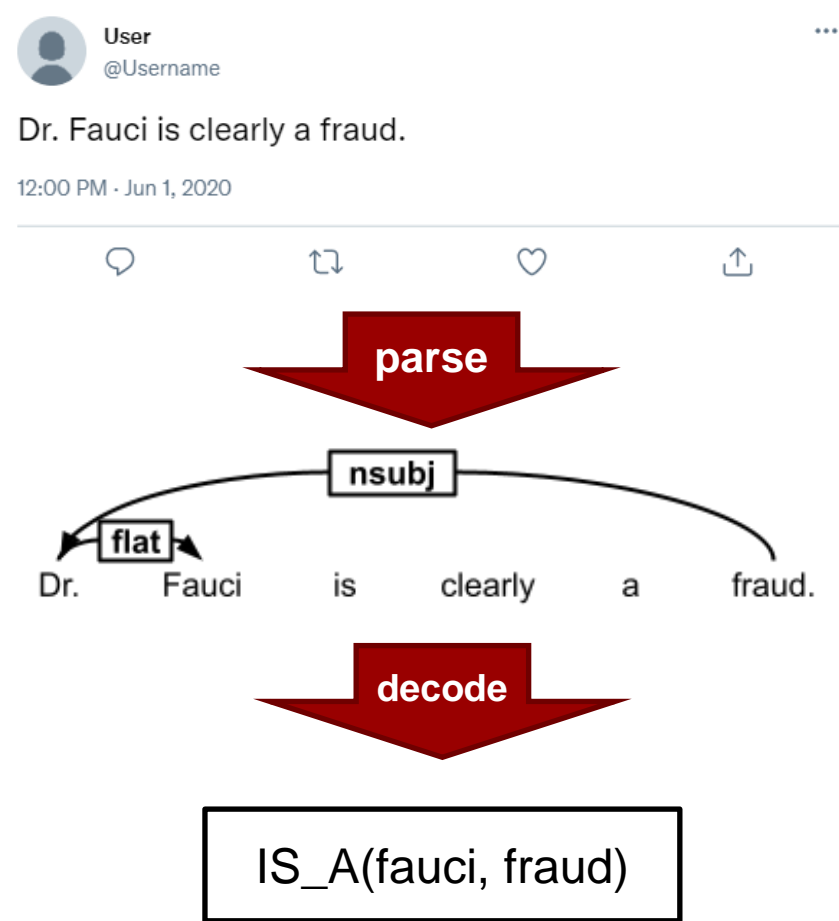 User
@Username
Dr. Fauci is clearly a fraud.
12:00 PM · Jun 1, 2020
parse
nsubj
flat
Dr. Fauci is clearly a fraud.
decode
IS_A(fauci, fraud)